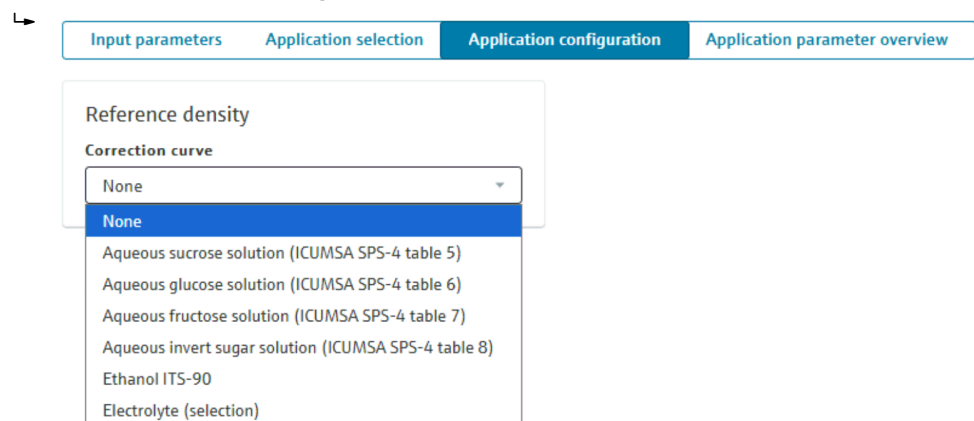 Input parameters Application selection Application configuration Application parameter overview
Reference density
Correction curve
None
None
Aqueous sucrose solution (ICUMSA SPS-4 table 5)
Aqueous glucose solution (ICUMSA SPS-4 table 6)
Aqueous fructose solution (ICUMSA SPS-4 table 7)
Aqueous invert sugar solution (ICUMSA SPS-4 table 8)
Ethanol ITS-90
Electrolyte (selection)